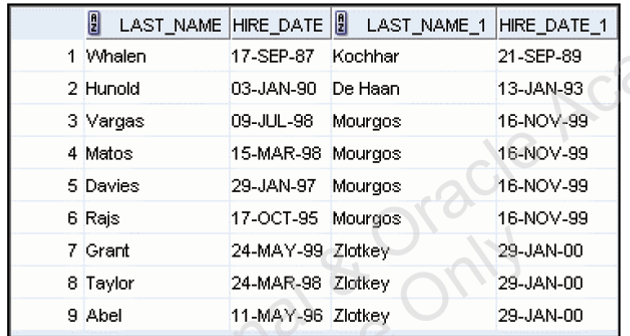 LAST_NAME HIRE_DATE LAST_NAME_1 HIRE_DATE_1
1 Whalen 17-SEP-87 Kochhar 21-SEP-89
2 Hunold 03-JAN-90 De Haan 13-JAN-93
3 Vargas 09-JUL-98 Mourgos 16-NOV-99
4 Matos 15-MAR-98 Mourgos 16-NOV-99
5 Davies 29-JAN-97 Mourgos 16-NOV-99
6 Rajs 17-OCT-95 Mourgos 16-NOV-99
7 Grant 24-MAY-99 Zlotkey 29-JAN-00
8 Taylor 24-MAR-98 Zlotkey 29-JAN-00
9 Abel 11-MAY-96 Zlotkey 29-JAN-00
& Oracle
Only